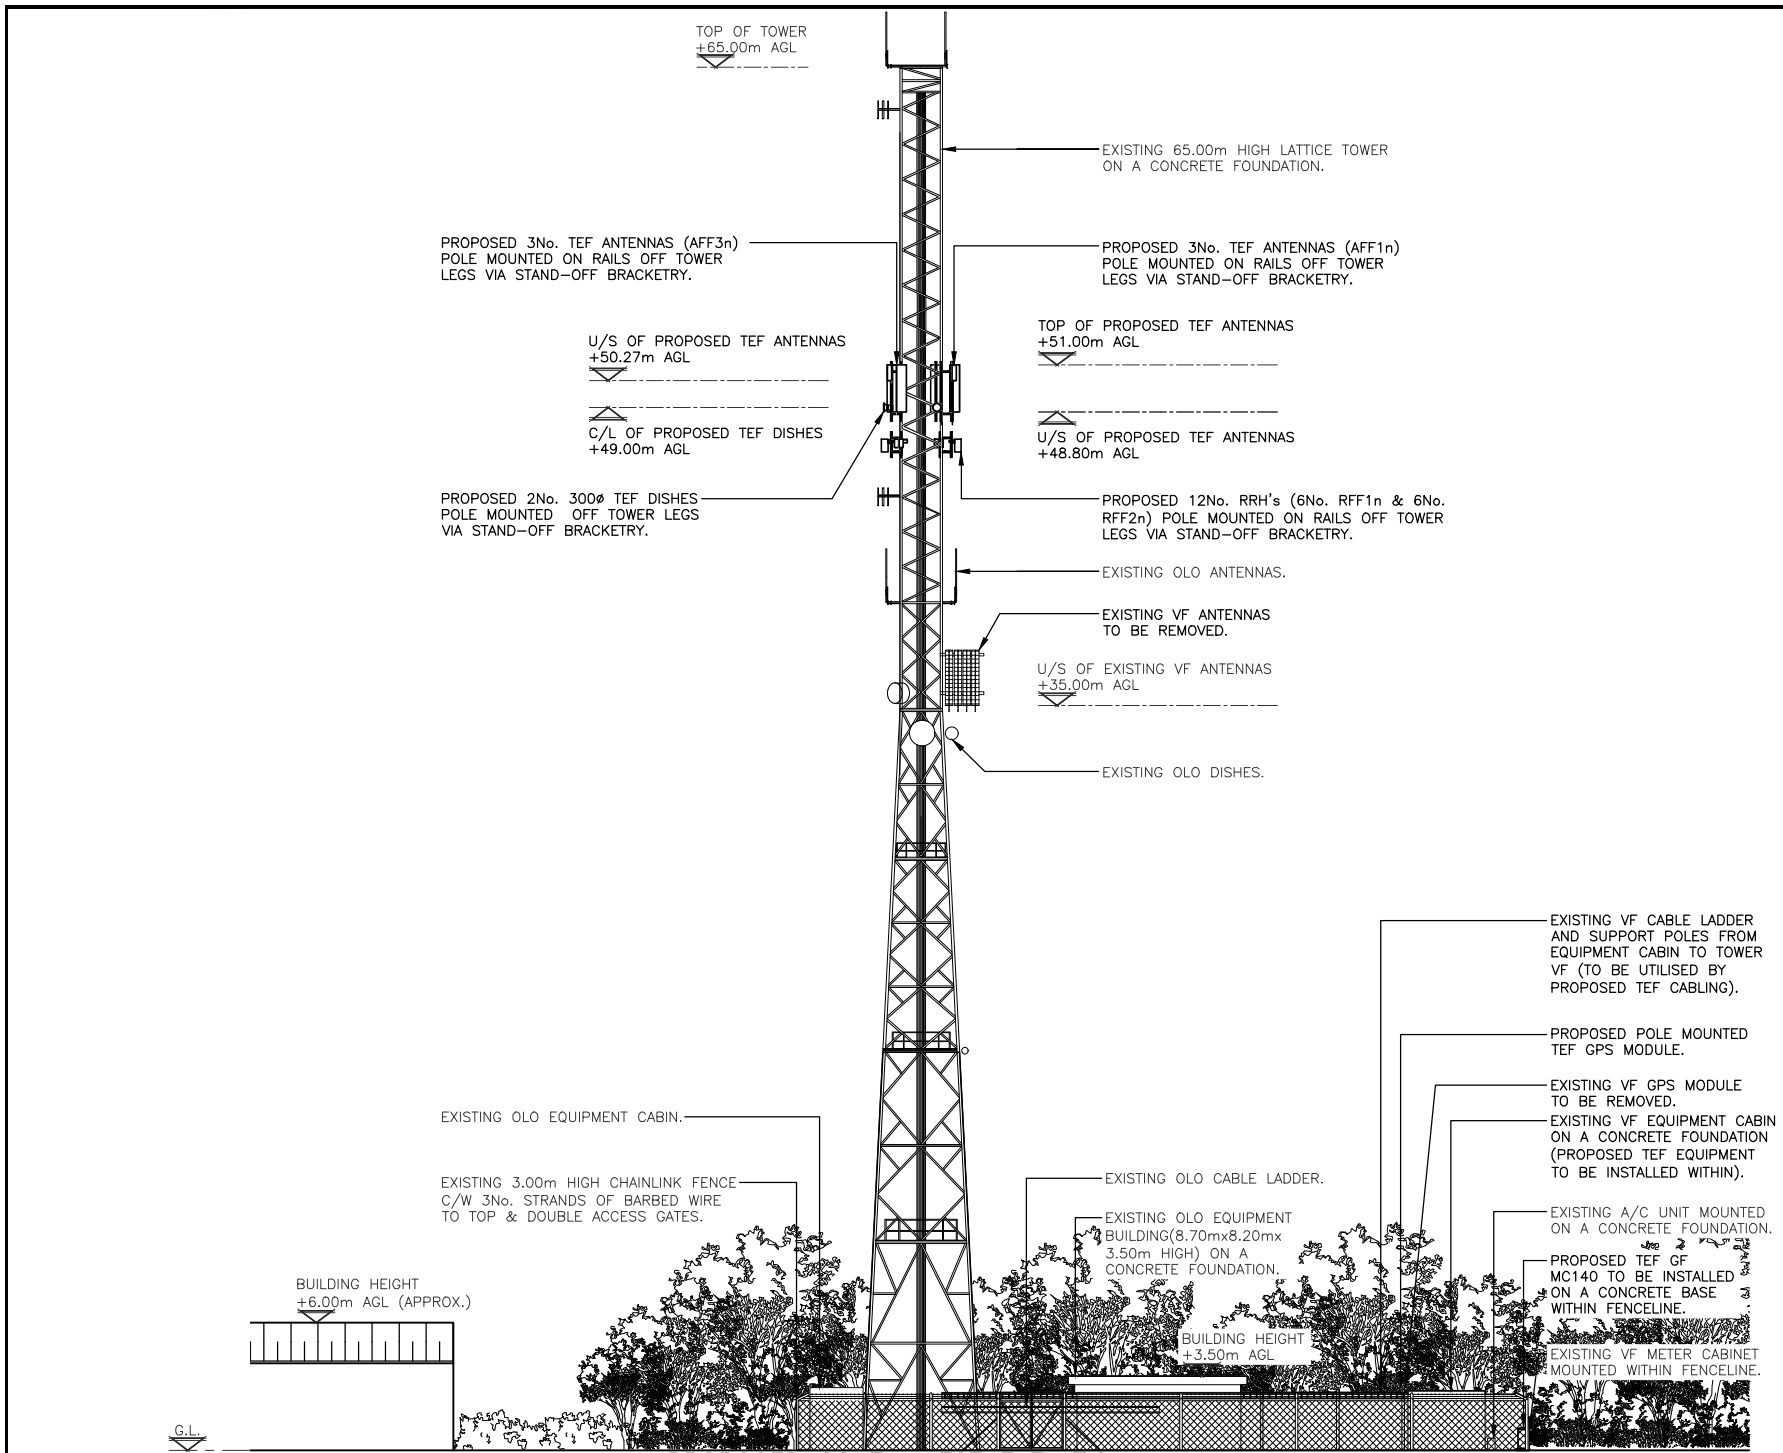 TOP OF TOWER
+65.00m AGL
EXISTING 65.00m HIGH LATTICE TOWER
ON A CONCRETE FOUNDATION.
PROPOSED 3No. TEF ANTENNAS (AFF3n)
POLE MOUNTED ON RAILS OFF TOWER
LEGS VIA STAND-OFF BRACKETRY.
PROPOSED 3No. TEF ANTENNAS (AFF1n)
POLE MOUNTED ON RAILS OFF TOWER
LEGS VIA STAND-OFF BRACKETRY.
U/S OF PROPOSED TEF ANTENNAS
+50.27m AGL
TOP OF PROPOSED TEF ANTENNAS
+51.00m AGL
C/L OF PROPOSED TEF DISHES
+49.00m AGL
U/S OF PROPOSED TEF ANTENNAS
+48.80m AGL
PROPOSED 2No. 300ø TEF DISHES
POLE MOUNTED OFF TOWER LEGS
VIA STAND-OFF BRACKETRY.
PROPOSED 12No. RRH's (6No. RFF1n & 6No.
RFF2n) POLE MOUNTED ON RAILS OFF TOWER
LEGS VIA STAND-OFF BRACKETRY.
EXISTING OLO ANTENNAS.
EXISTING VF ANTENNAS
TO BE REMOVED.
U/S OF EXISTING VF ANTENNAS
+35.00m AGL
EXISTING OLO DISHES.
EXISTING VF CABLE LADDER
AND SUPPORT POLES FROM
EQUIPMENT CABIN TO TOWER
VF (TO BE UTILISED BY
PROPOSED TEF CABLING).
PROPOSED POLE MOUNTED
TEF GPS MODULE.
EXISTING VF GPS MODULE
TO BE REMOVED.
EXISTING OLO EQUIPMENT CABIN.
EXISTING VF EQUIPMENT CABIN
ON A CONCRETE FOUNDATION
(PROPOSED TEF EQUIPMENT
TO BE INSTALLED WITHIN).
EXISTING 3.00m HIGH CHAINLINK FENCE
C/W 3No. STRANDS OF BARBED WIRE
TO TOP & DOUBLE ACCESS GATES.
EXISTING OLO CABLE LADDER.
EXISTING OLO EQUIPMENT
BUILDING(8.70mx8.20mx
3.50m HIGH) ON A
CONCRETE FOUNDATION.
EXISTING A/C UNIT MOUNTED
ON A CONCRETE FOUNDATION.
PROPOSED TEF GF
MC140 TO BE INSTALLED
ON A CONCRETE BASE
WITHIN FENCELINE.
BUILDING HEIGHT
+6.00m AGL (APPROX.)
BUILDING HEIGHT
+3.50m AGL
EXISTING VF METER CABINET
MOUNTED WITHIN FENCELINE.
G.L.